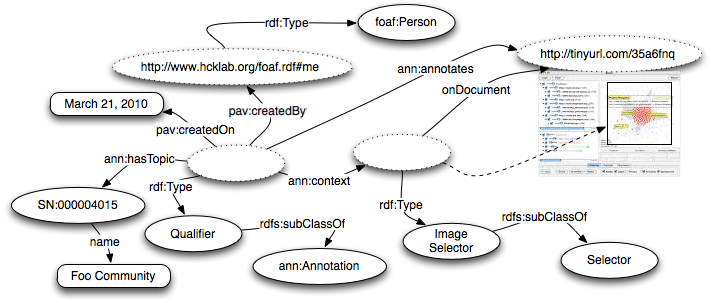 rdf:Type
foaf:Person
http://www.hcklab.org/foaf.rdf#me
http://tinyurl.com/35a6fnq
ann:annotates
onDocument
March 21, 2010
pav:createdBy
pav:createdOn
ann:hasTopic
rdf:Type
ann:context
SN:000004015
rdf:Type
name
Qualifier
rdfs:subClassOf
Image
Selector
rdfs:subClassOf
Foo Community
ann:Annotation
Selector